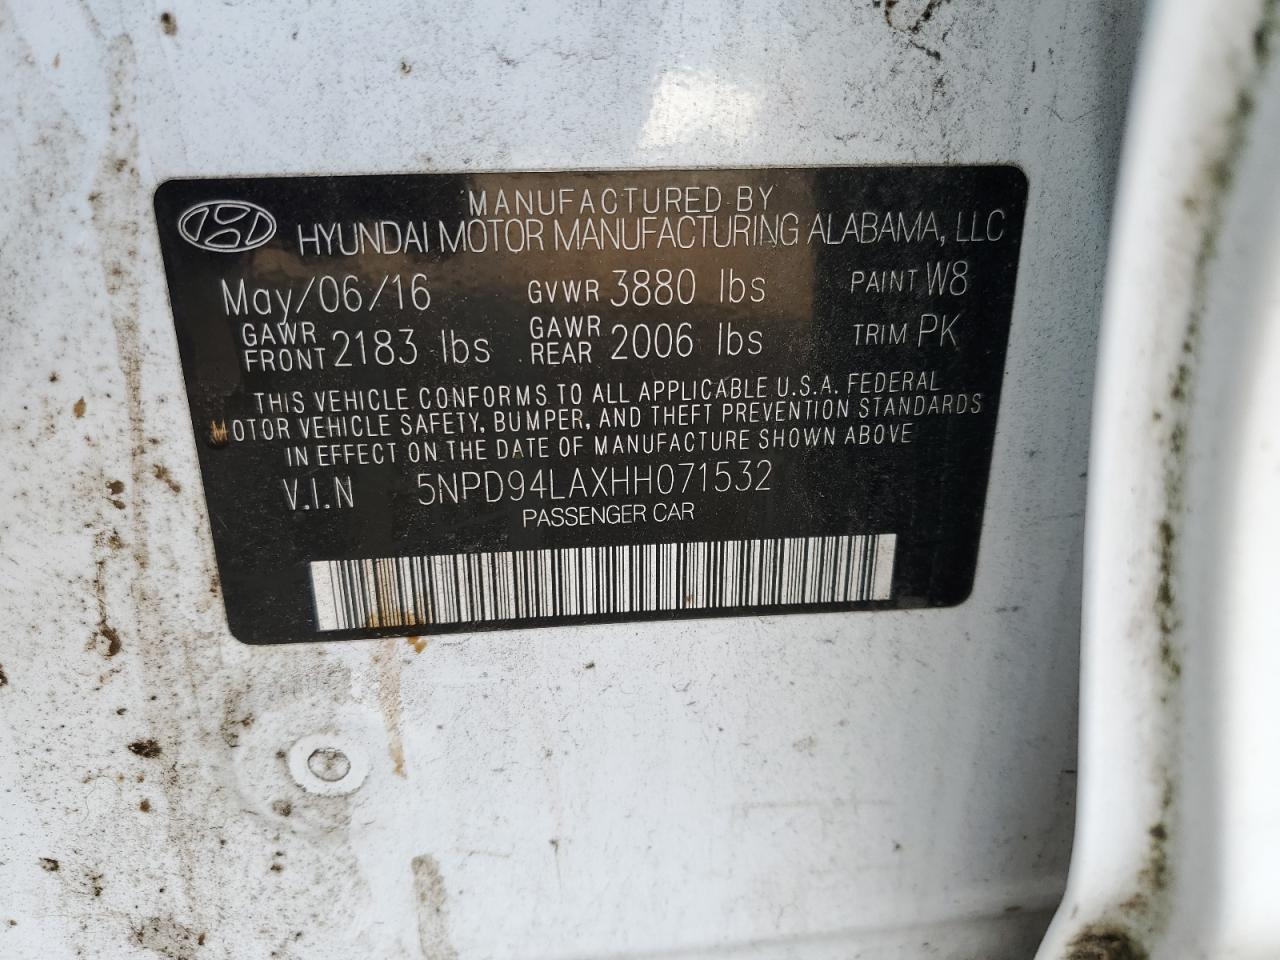 MANUFACTURED BY
HYUNDAI MOTOR MANUFACTURING ALABAMA, LLC
May/06/16 GVWR 3880 lbs PAINT W8
GAWR FRONT 2183 lbs GAWR REAR 2006 lbs TRIM PK
THIS VEHICLE CONFORMS TO ALL APPLICABLE U.S.A. FEDERAL
MOTOR VEHICLE SAFETY, BUMPER, AND THEFT PREVENTION STANDARDS
IN EFFECT ON THE DATE OF MANUFACTURE SHOWN ABOVE
V.I.N 5NPD94LAXHH071532
PASSENGER CAR